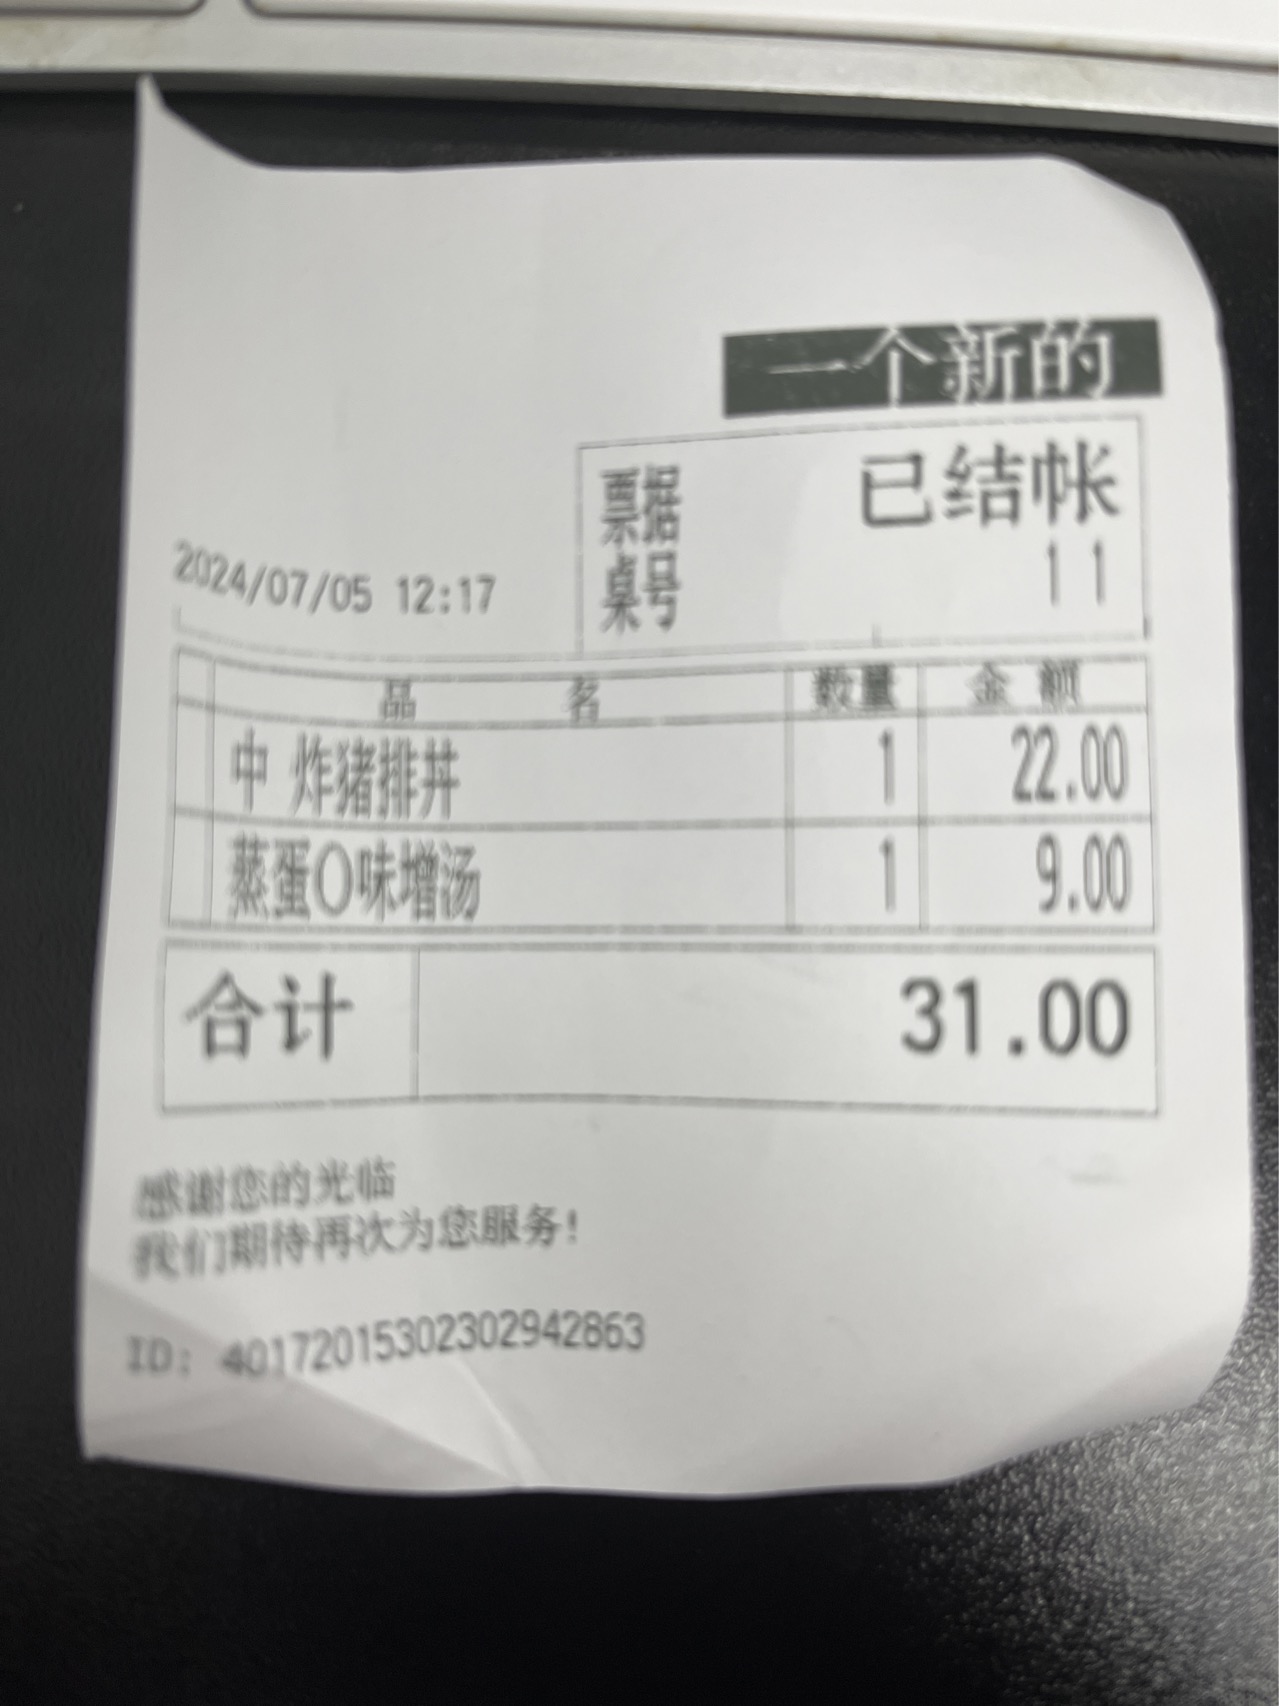 一个新的
票据 已结帐
桌号 11
2024/07/05 12:17
品 名 数量 金 额
中 炸猪排丼 1 22.00
蒸蛋O味增汤 1 9.00
合计 31.00
感谢您的光临
我们期待再次为您服务!
ID: 40172015302302942863